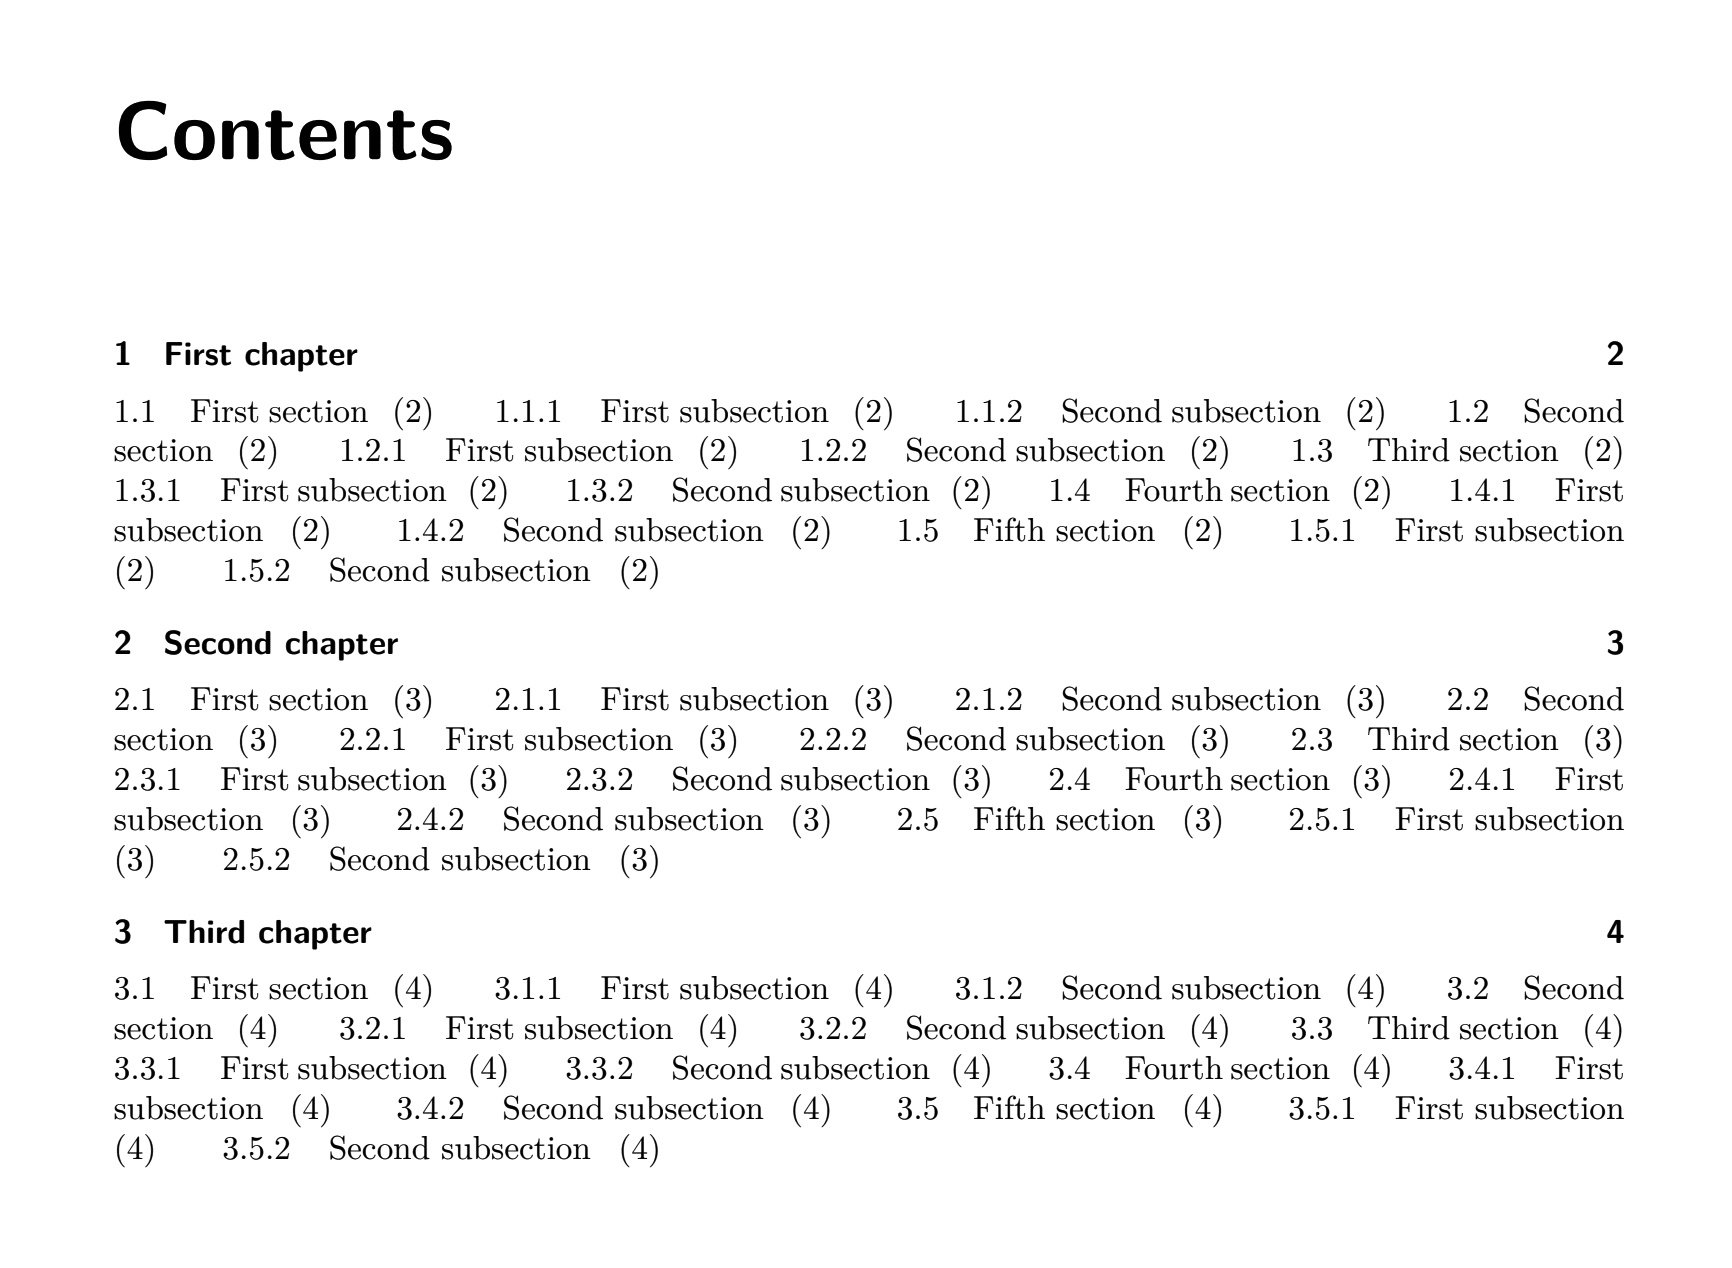 Contents
1 First chapter 2
1.1 First section (2) 1.1.1 First subsection (2) 1.1.2 Second subsection (2) 1.2 Second
section (2) 1.2.1 First subsection (2) 1.2.2 Second subsection (2) 1.3 Third section (2)
1.3.1 First subsection (2) 1.3.2 Second subsection (2) 1.4 Fourth section (2) 1.4.1 First
subsection (2) 1.4.2 Second subsection (2) 1.5 Fifth section (2) 1.5.1 First subsection
(2) 1.5.2 Second subsection (2)
2 Second chapter 3
2.1 First section (3) 2.1.1 First subsection (3) 2.1.2 Second subsection (3) 2.2 Second
section (3) 2.2.1 First subsection (3) 2.2.2 Second subsection (3) 2.3 Third section (3)
2.3.1 First subsection (3) 2.3.2 Second subsection (3) 2.4 Fourth section (3) 2.4.1 First
subsection (3) 2.4.2 Second subsection (3) 2.5 Fifth section (3) 2.5.1 First subsection
(3) 2.5.2 Second subsection (3)
3 Third chapter 4
3.1 First section (4) 3.1.1 First subsection (4) 3.1.2 Second subsection (4) 3.2 Second
section (4) 3.2.1 First subsection (4) 3.2.2 Second subsection (4) 3.3 Third section (4)
3.3.1 First subsection (4) 3.3.2 Second subsection (4) 3.4 Fourth section (4) 3.4.1 First
subsection (4) 3.4.2 Second subsection (4) 3.5 Fifth section (4) 3.5.1 First subsection
(4) 3.5.2 Second subsection (4)